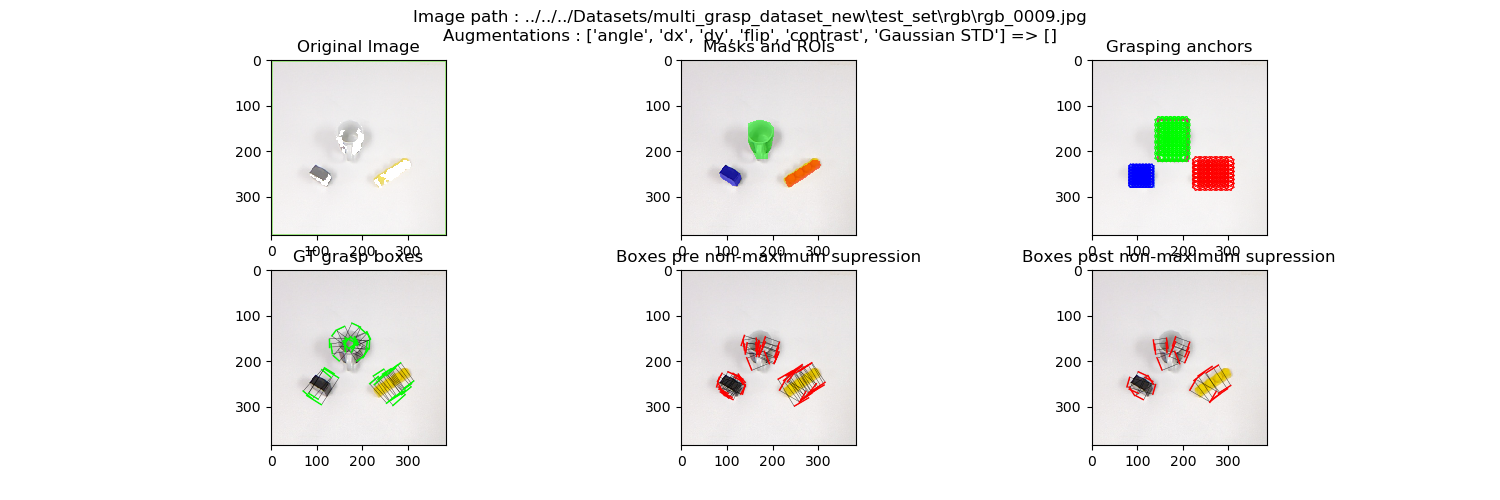 Image path : ../../../Datasets/multi_grasp_dataset_new\test_set\rgb\rgb_0009.jpg
Augmentations : ['angle', 'dx', 'dy', 'flip', 'contrast', 'Gaussian STD'] => []
Original Image
Masks and ROIs
Grasping anchors
0
100
200
300
0 100 200 300
0
100
200
300
0 100 200 300
0
100
200
300
0 100 200 300
GT grasp boxes
Boxes pre non-maximum supression
Boxes post non-maximum supression
0
100
200
300
0 100 200 300
0
100
200
300
0 100 200 300
0
100
200
300
0 100 200 300